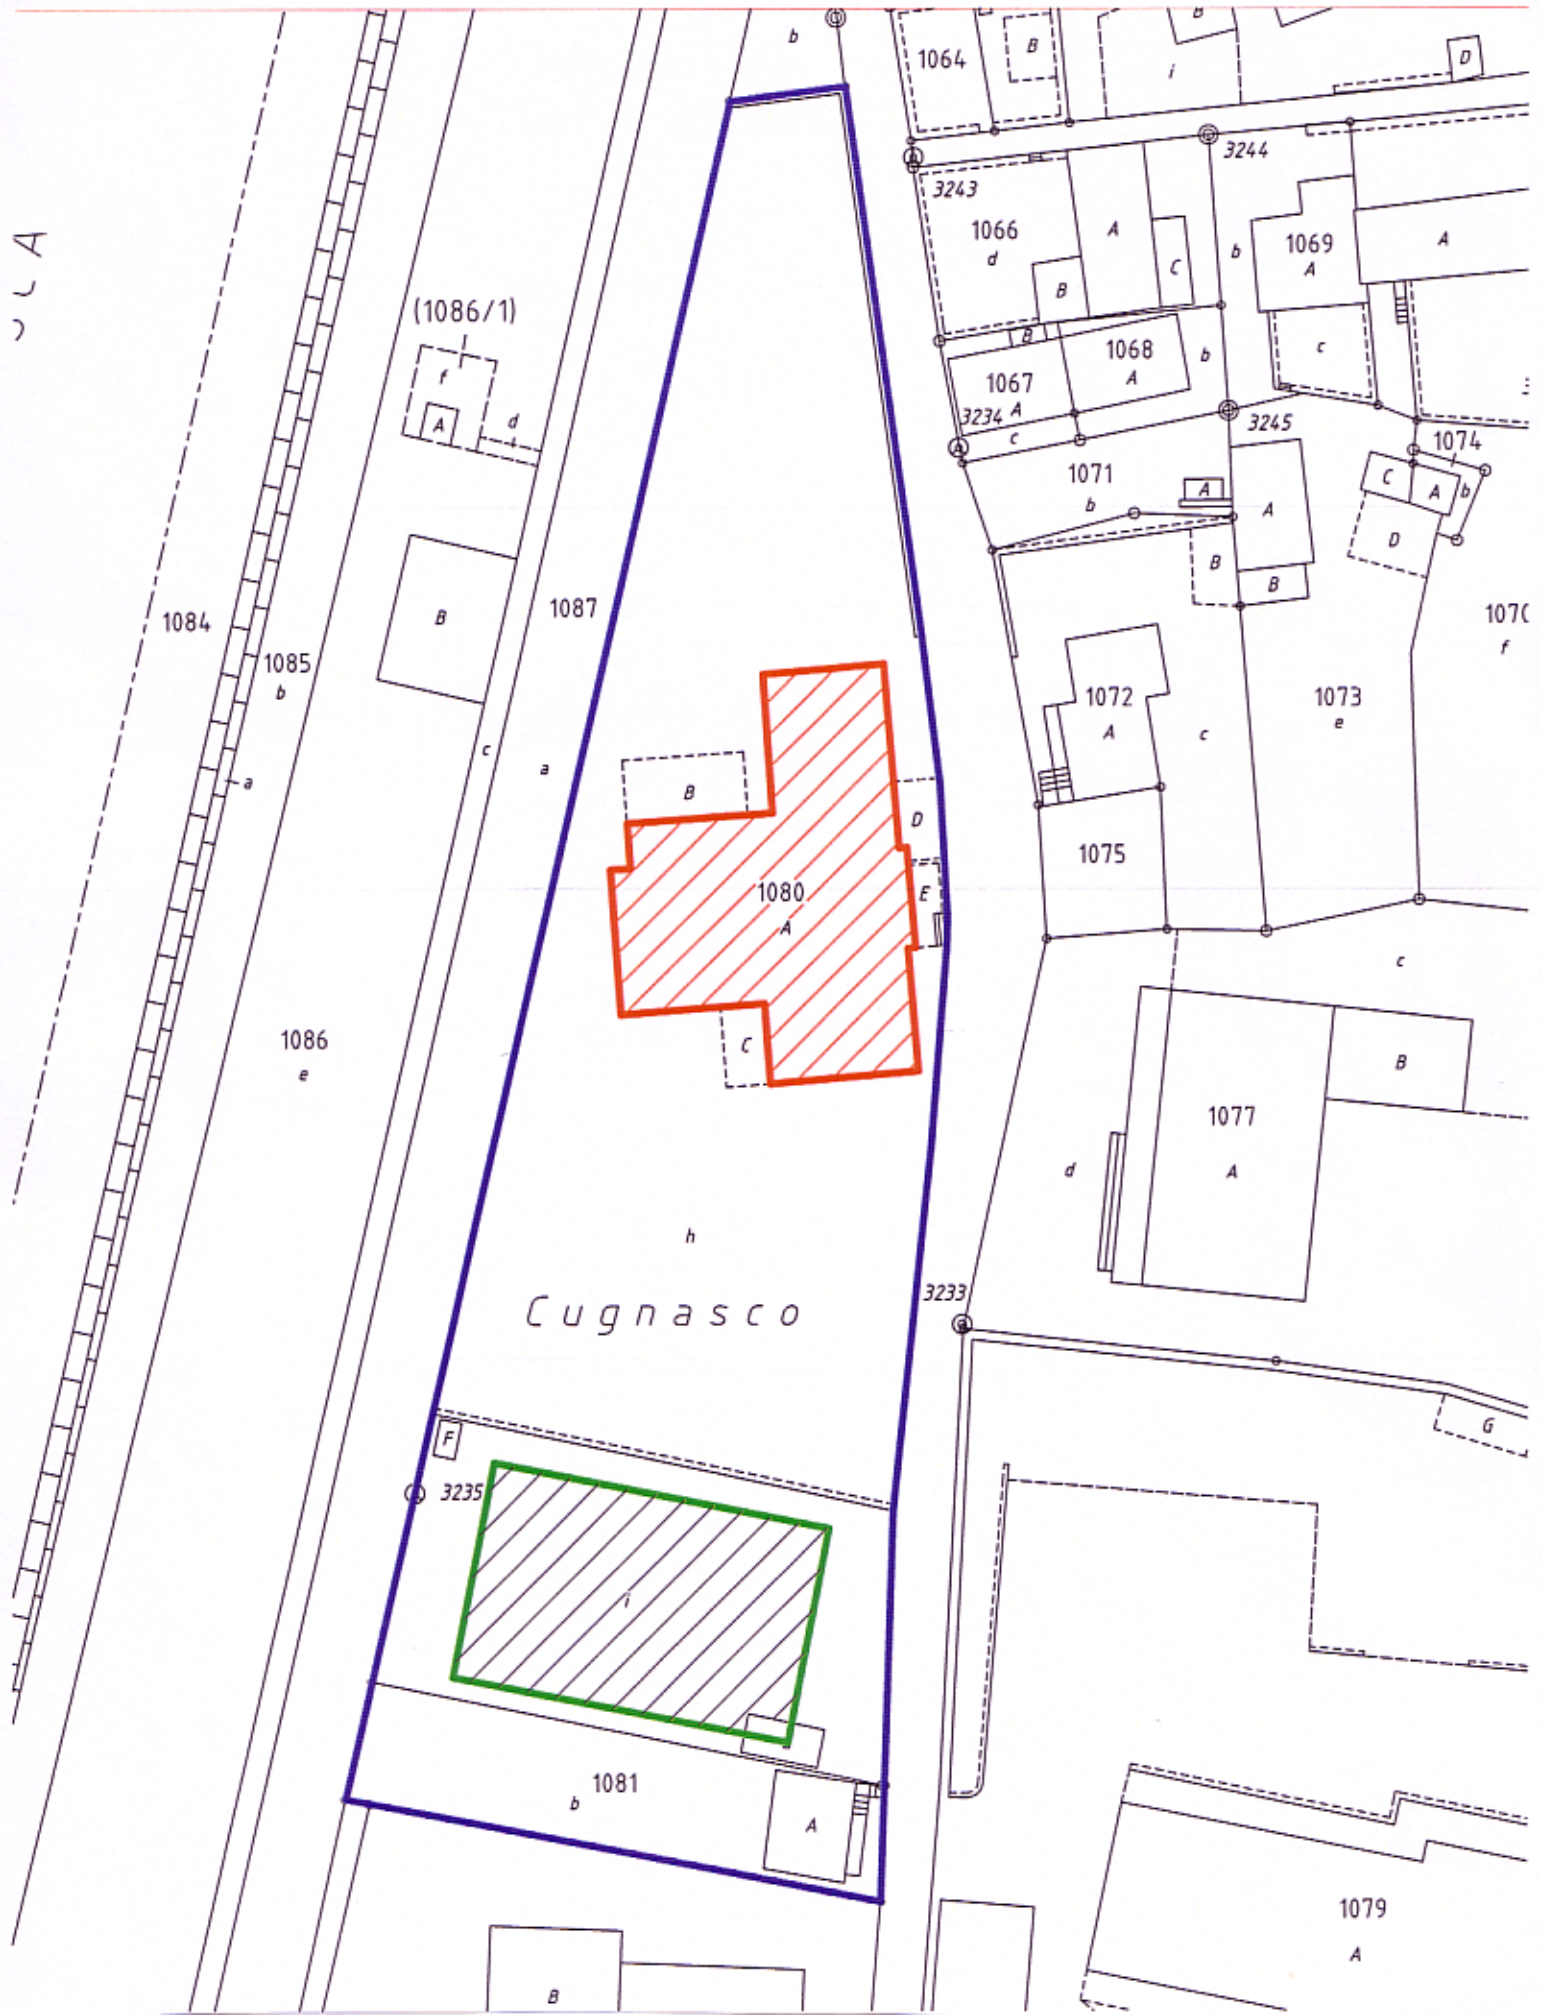 b
B
D
1064
B
i
3244
3243
1066
d
A
C
b
1069
A
A
B
(1086/1)
f
A
d
B
1068
A
b
c
1067
A
3234
c
3245
1074
1071
b
A
A
C
A
b
D
B
B
1084
B
1087
1070
f
1085
b
1072
A
c
1073
e
c
a
a
B
D
1075
1080
A
E
c
1086
e
C
B
1077
A
d
h
Cugnasco
3233
G
F
3235
i
1081
b
A
1079
A
B